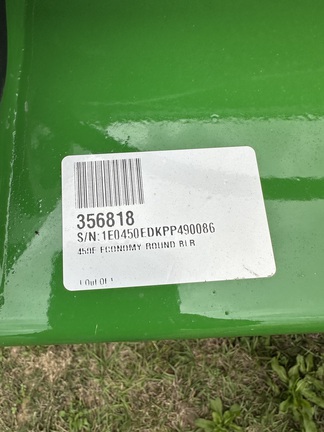 356818
S/N:1E0450EDKPP490086
450E ECONOMY ROUND BLR
1 Out Of 1